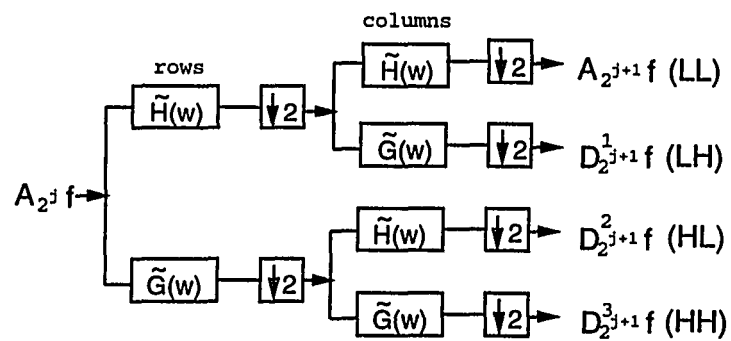 columns
rows
H̃(w) ↓2 A₂ʲ⁺¹ f (LL)
H̃(w) ↓2
G̃(w) ↓2 D¹₂ʲ⁺¹ f (LH)
A₂ʲ f
H̃(w) ↓2 D²₂ʲ⁺¹ f (HL)
G̃(w) ↓2
G̃(w) ↓2 D³₂ʲ⁺¹ f (HH)